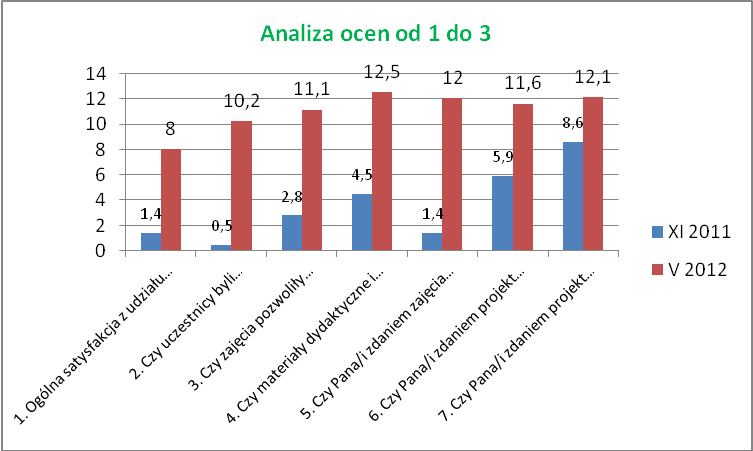 Analiza ocen od 1 do 3
14
12
10
8
6
4
2
0
1,4
8
0,5
10,2
2,8
11,1
4,5
12,5
1,4
12
5,9
11,6
8,6
12,1
1. Ogólna satysfakcja z udziału...
2. Czy uczestnicy byli...
3. Czy zajęcia pozwoliły...
4. Czy materiały dydaktyczne i...
5. Czy Pana/i zdaniem zajęcia...
6. Czy Pana/i zdaniem projekt...
7. Czy Pana/i zdaniem projekt...
XI 2011
V 2012